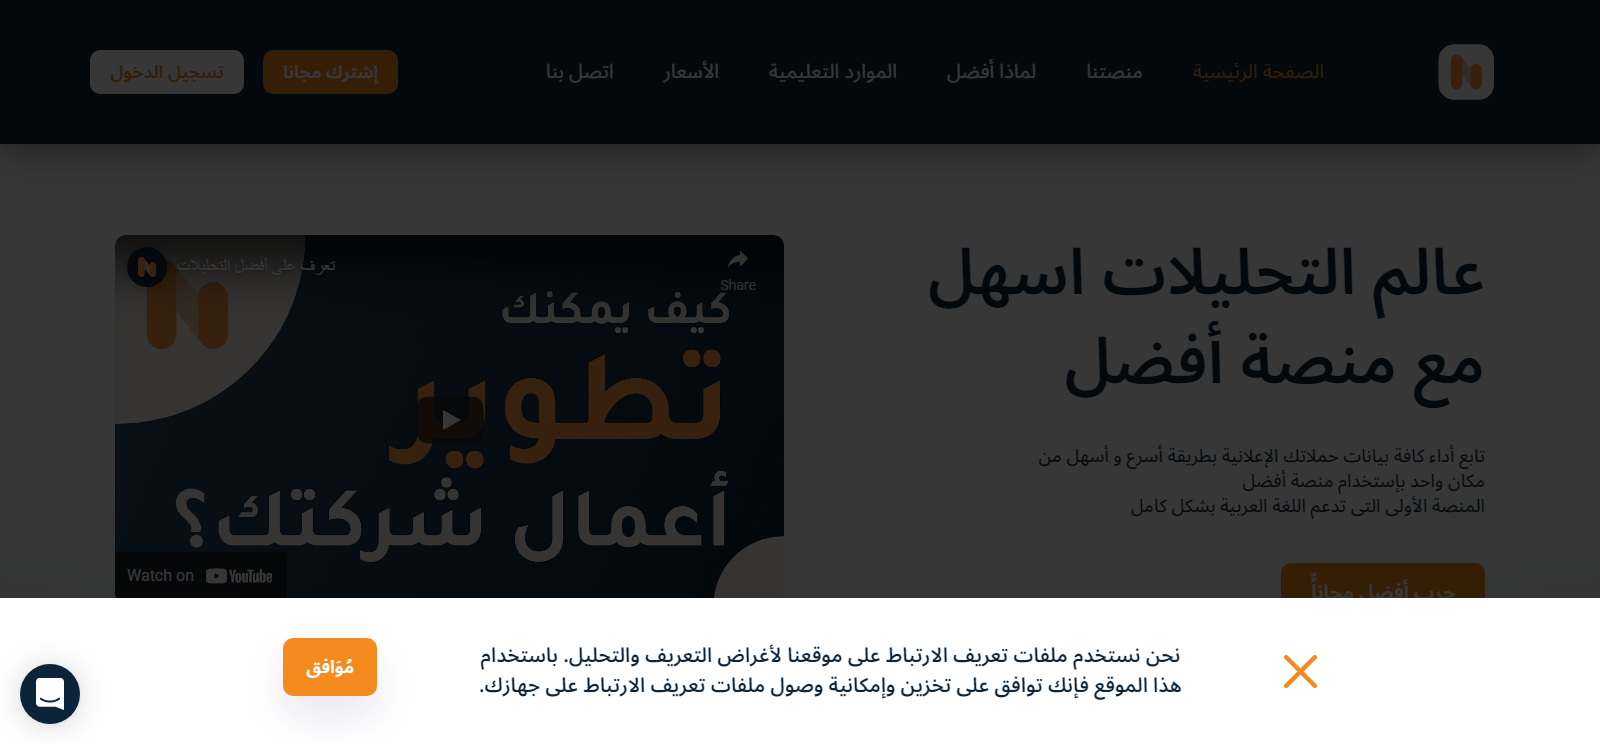 الصفحة الرئيسية
منصتنا
لماذا أفضل
الموارد التعليمية
الأسعار
اتصل بنا
إشترك مجانا
تسجيل الدخول
عالم التحليلات اسهل
مع منصة أفضل
تابع أداء كافة بيانات حملاتك الإعلانية بطريقة أسرع و أسهل من
مكان واحد بإستخدام منصة أفضل
المنصة الأولى التى تدعم اللغة العربية بشكل كامل
جرب أفضل مجاناً
تعرف على أفضل التحليلات
Share
كيف يمكنك
تطوير
أعمال شركتك؟
Watch on YouTube
نحن نستخدم ملفات تعريف الارتباط على موقعنا لأغراض التعريف والتحليل. باستخدام
هذا الموقع فإنك توافق على تخزين وإمكانية وصول ملفات تعريف الارتباط على جهازك.
مُوَافق